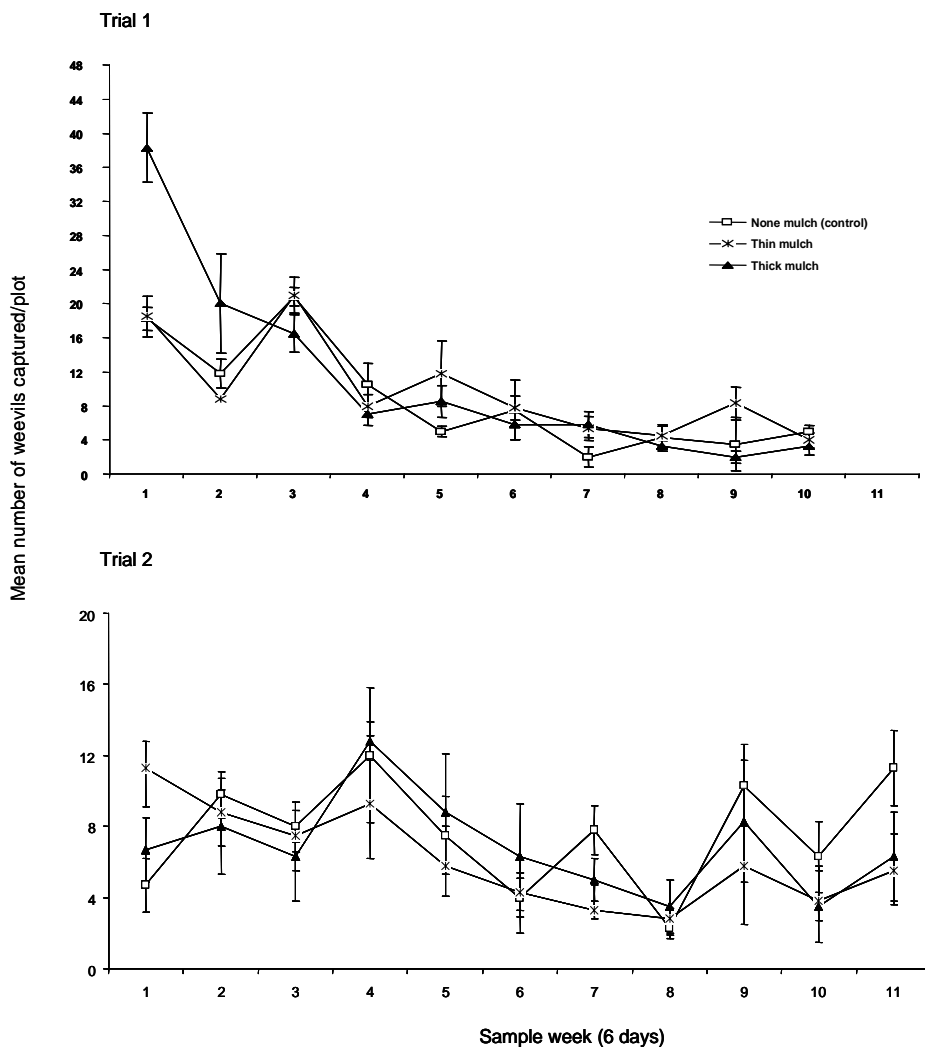 Trial 1
48
44
40
36
32
28
24
20
16
12
8
4
0
1 2 3 4 5 6 7 8 9 10 11
None mulch (control)
Thin mulch
Thick mulch
Mean number of weevils captured/plot
Trial 2
20
16
12
8
4
0
1 2 3 4 5 6 7 8 9 10 11
Sample week (6 days)